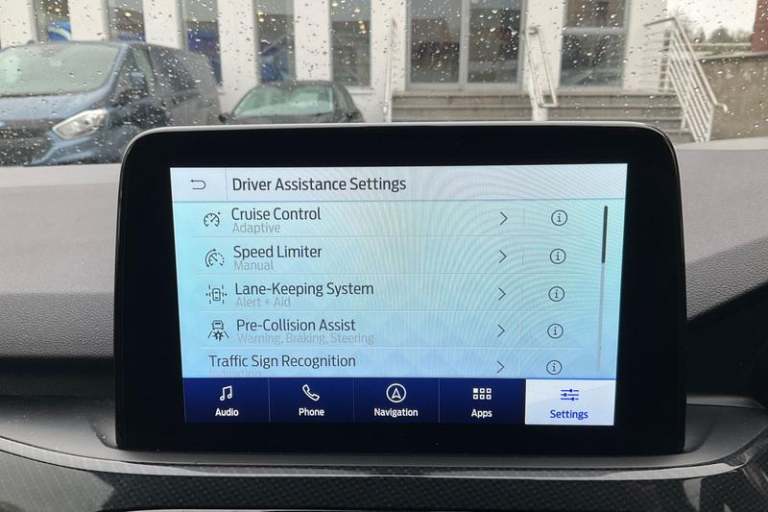 Driver Assistance Settings
Cruise Control
Adaptive
Speed Limiter
Manual
Lane-Keeping System
Alert + Aid
Pre-Collision Assist
Warning, Braking, Steering
Traffic Sign Recognition
Audio
Phone
Navigation
Apps
Settings